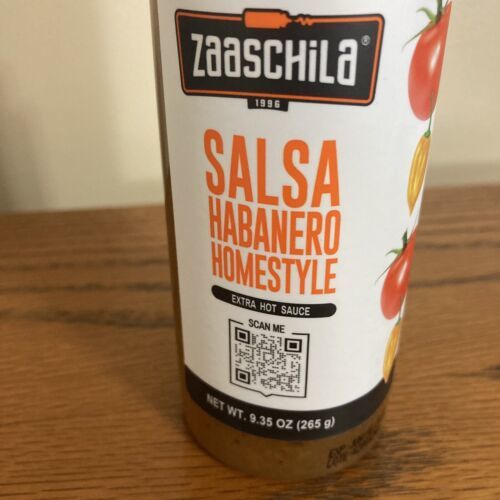 ZaaSCHiLa®
1996
SALSA
HABANERO
HOMESTYLE
EXTRA HOT SAUCE
SCAN ME
NET WT. 9.35 OZ (265 g)